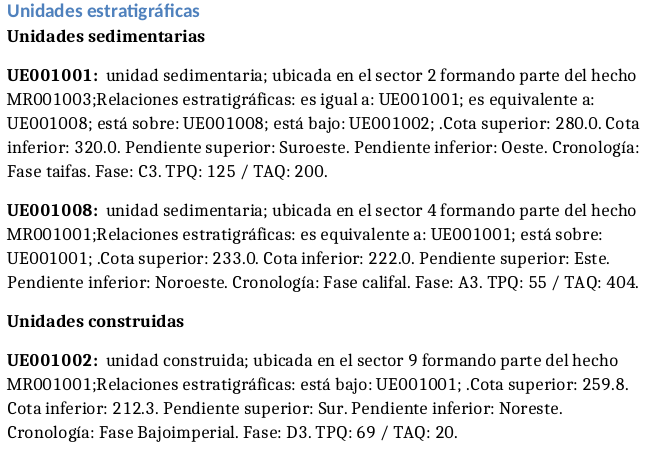 Unidades estratigráficas
Unidades sedimentarias
UE001001: unidad sedimentaria; ubicada en el sector 2 formando parte del hecho
MR001003;Relaciones estratigráficas: es igual a: UE001001; es equivalente a:
UE001008; está sobre: UE001008; está bajo: UE001002; .Cota superior: 280.0. Cota
inferior: 320.0. Pendiente superior: Suroeste. Pendiente inferior: Oeste. Cronología:
Fase taifas. Fase: C3. TPQ: 125 / TAQ: 200.
UE001008: unidad sedimentaria; ubicada en el sector 4 formando parte del hecho
MR001001;Relaciones estratigráficas: es equivalente a: UE001001; está sobre:
UE001001; .Cota superior: 233.0. Cota inferior: 222.0. Pendiente superior: Este.
Pendiente inferior: Noroeste. Cronología: Fase califal. Fase: A3. TPQ: 55 / TAQ: 404.
Unidades construidas
UE001002: unidad construida; ubicada en el sector 9 formando parte del hecho
MR001001;Relaciones estratigráficas: está bajo: UE001001; .Cota superior: 259.8.
Cota inferior: 212.3. Pendiente superior: Sur. Pendiente inferior: Noreste.
Cronología: Fase Bajoimperial. Fase: D3. TPQ: 69 / TAQ: 20.